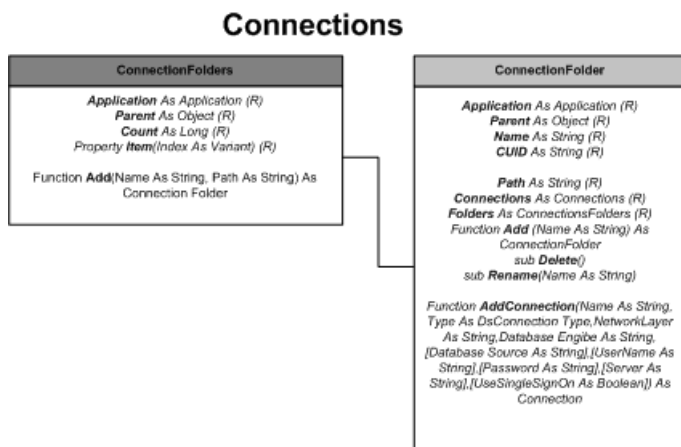 Connections
ConnectionFolders
Application As Application (R)
Parent As Object (R)
Count As Long (R)
Property Item(Index As Variant) (R)
Function Add(Name As String, Path As String) As
Connection Folder
ConnectionFolder
Application As Application (R)
Parent As Object (R)
Name As String (R)
CUID As String (R)
Path As String (R)
Connections As Connections (R)
Folders As ConnectionsFolders (R)
Function Add (Name As String) As
ConnectionFolder
sub Delete()
sub Rename(Name As String)
Function AddConnection(Name As String,
Type As DsConnection Type,NetworkLayer
As String,Database Engibe As String,
[Database Source As String],[UserName As
String],[Password As String],[Server As
String],[UseSingleSignOn As Boolean]) As
Connection